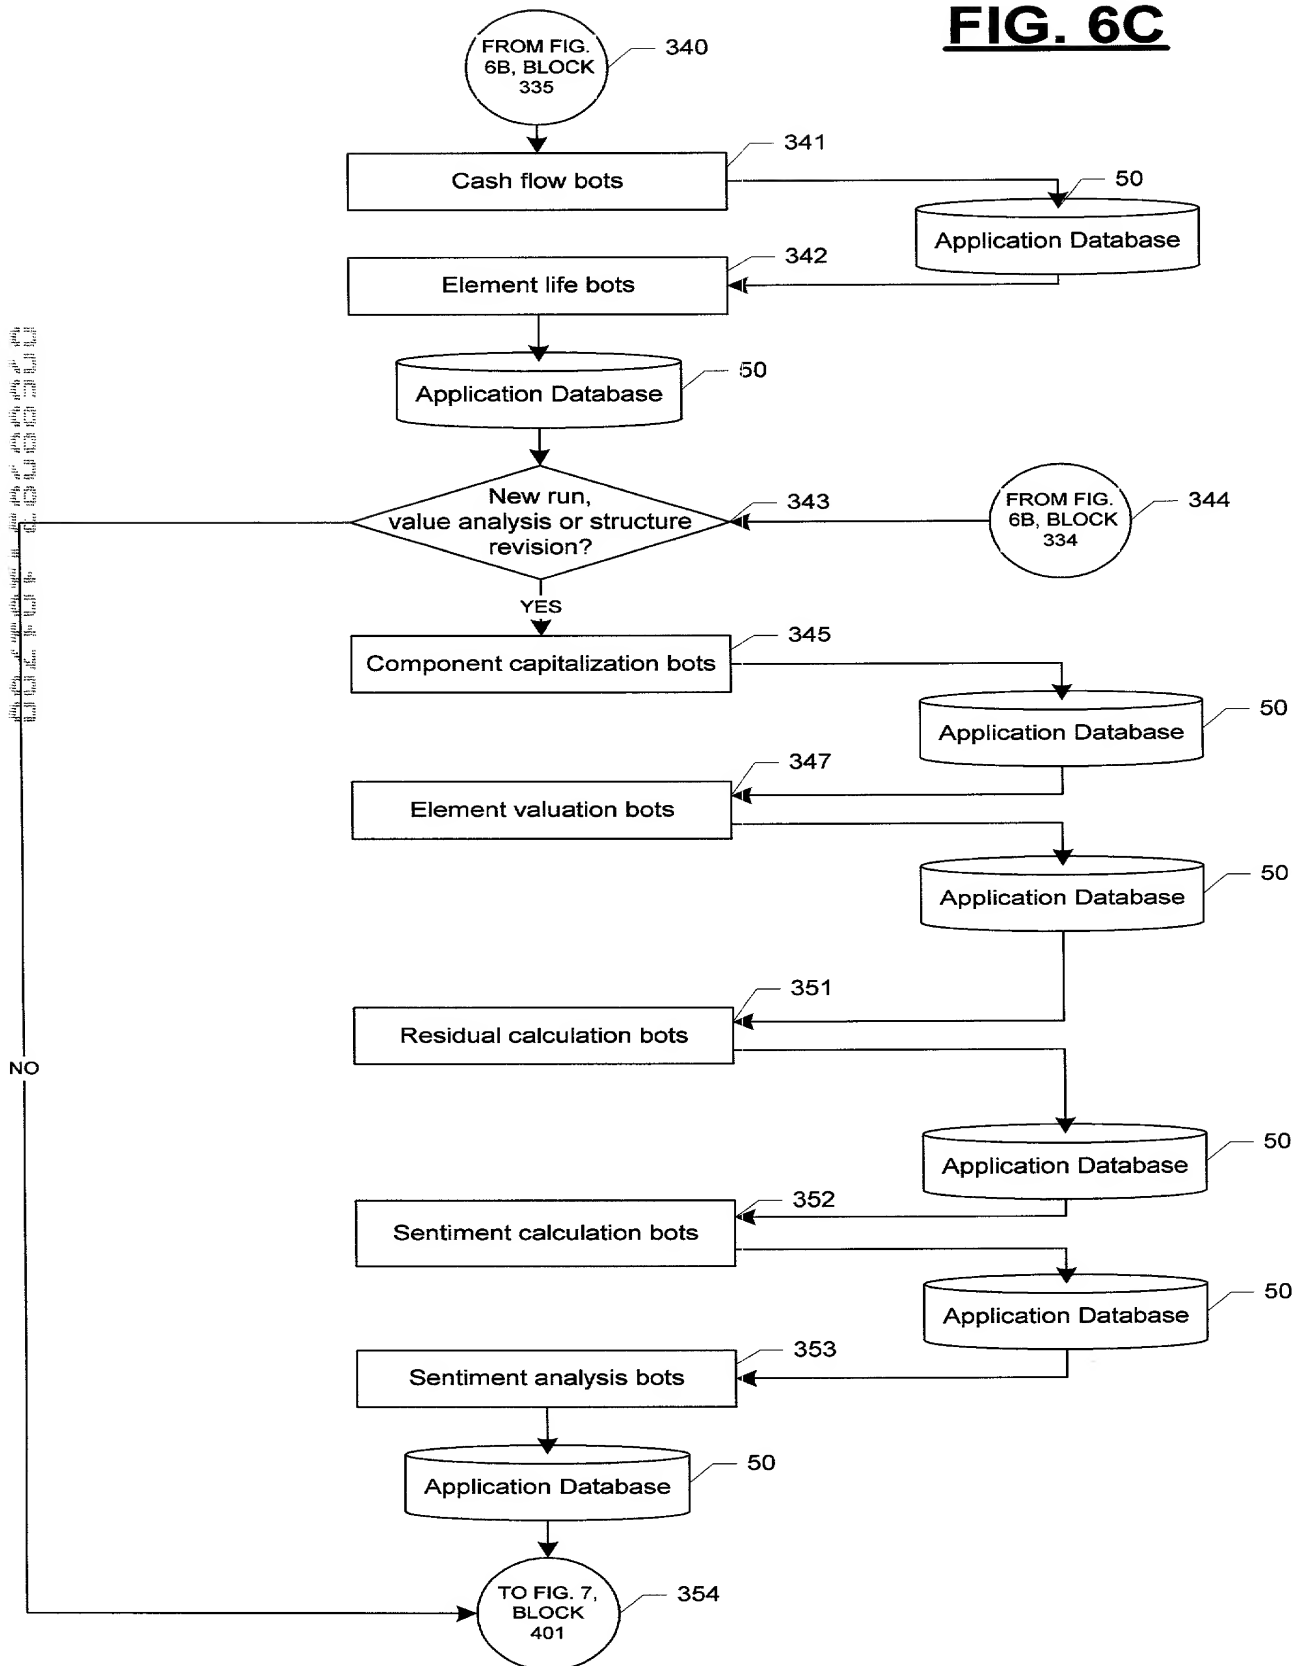 FIG. 6C
FROM FIG.
6B, BLOCK
335
340
341
Cash flow bots
50
Application Database
342
Element life bots
50
Application Database
New run,
value analysis or structure
revision?
343
FROM FIG.
6B, BLOCK
334
344
YES
345
Component capitalization bots
50
Application Database
347
Element valuation bots
50
Application Database
351
Residual calculation bots
NO
50
Application Database
352
Sentiment calculation bots
50
Application Database
353
Sentiment analysis bots
50
Application Database
TO FIG. 7,
BLOCK
401
354